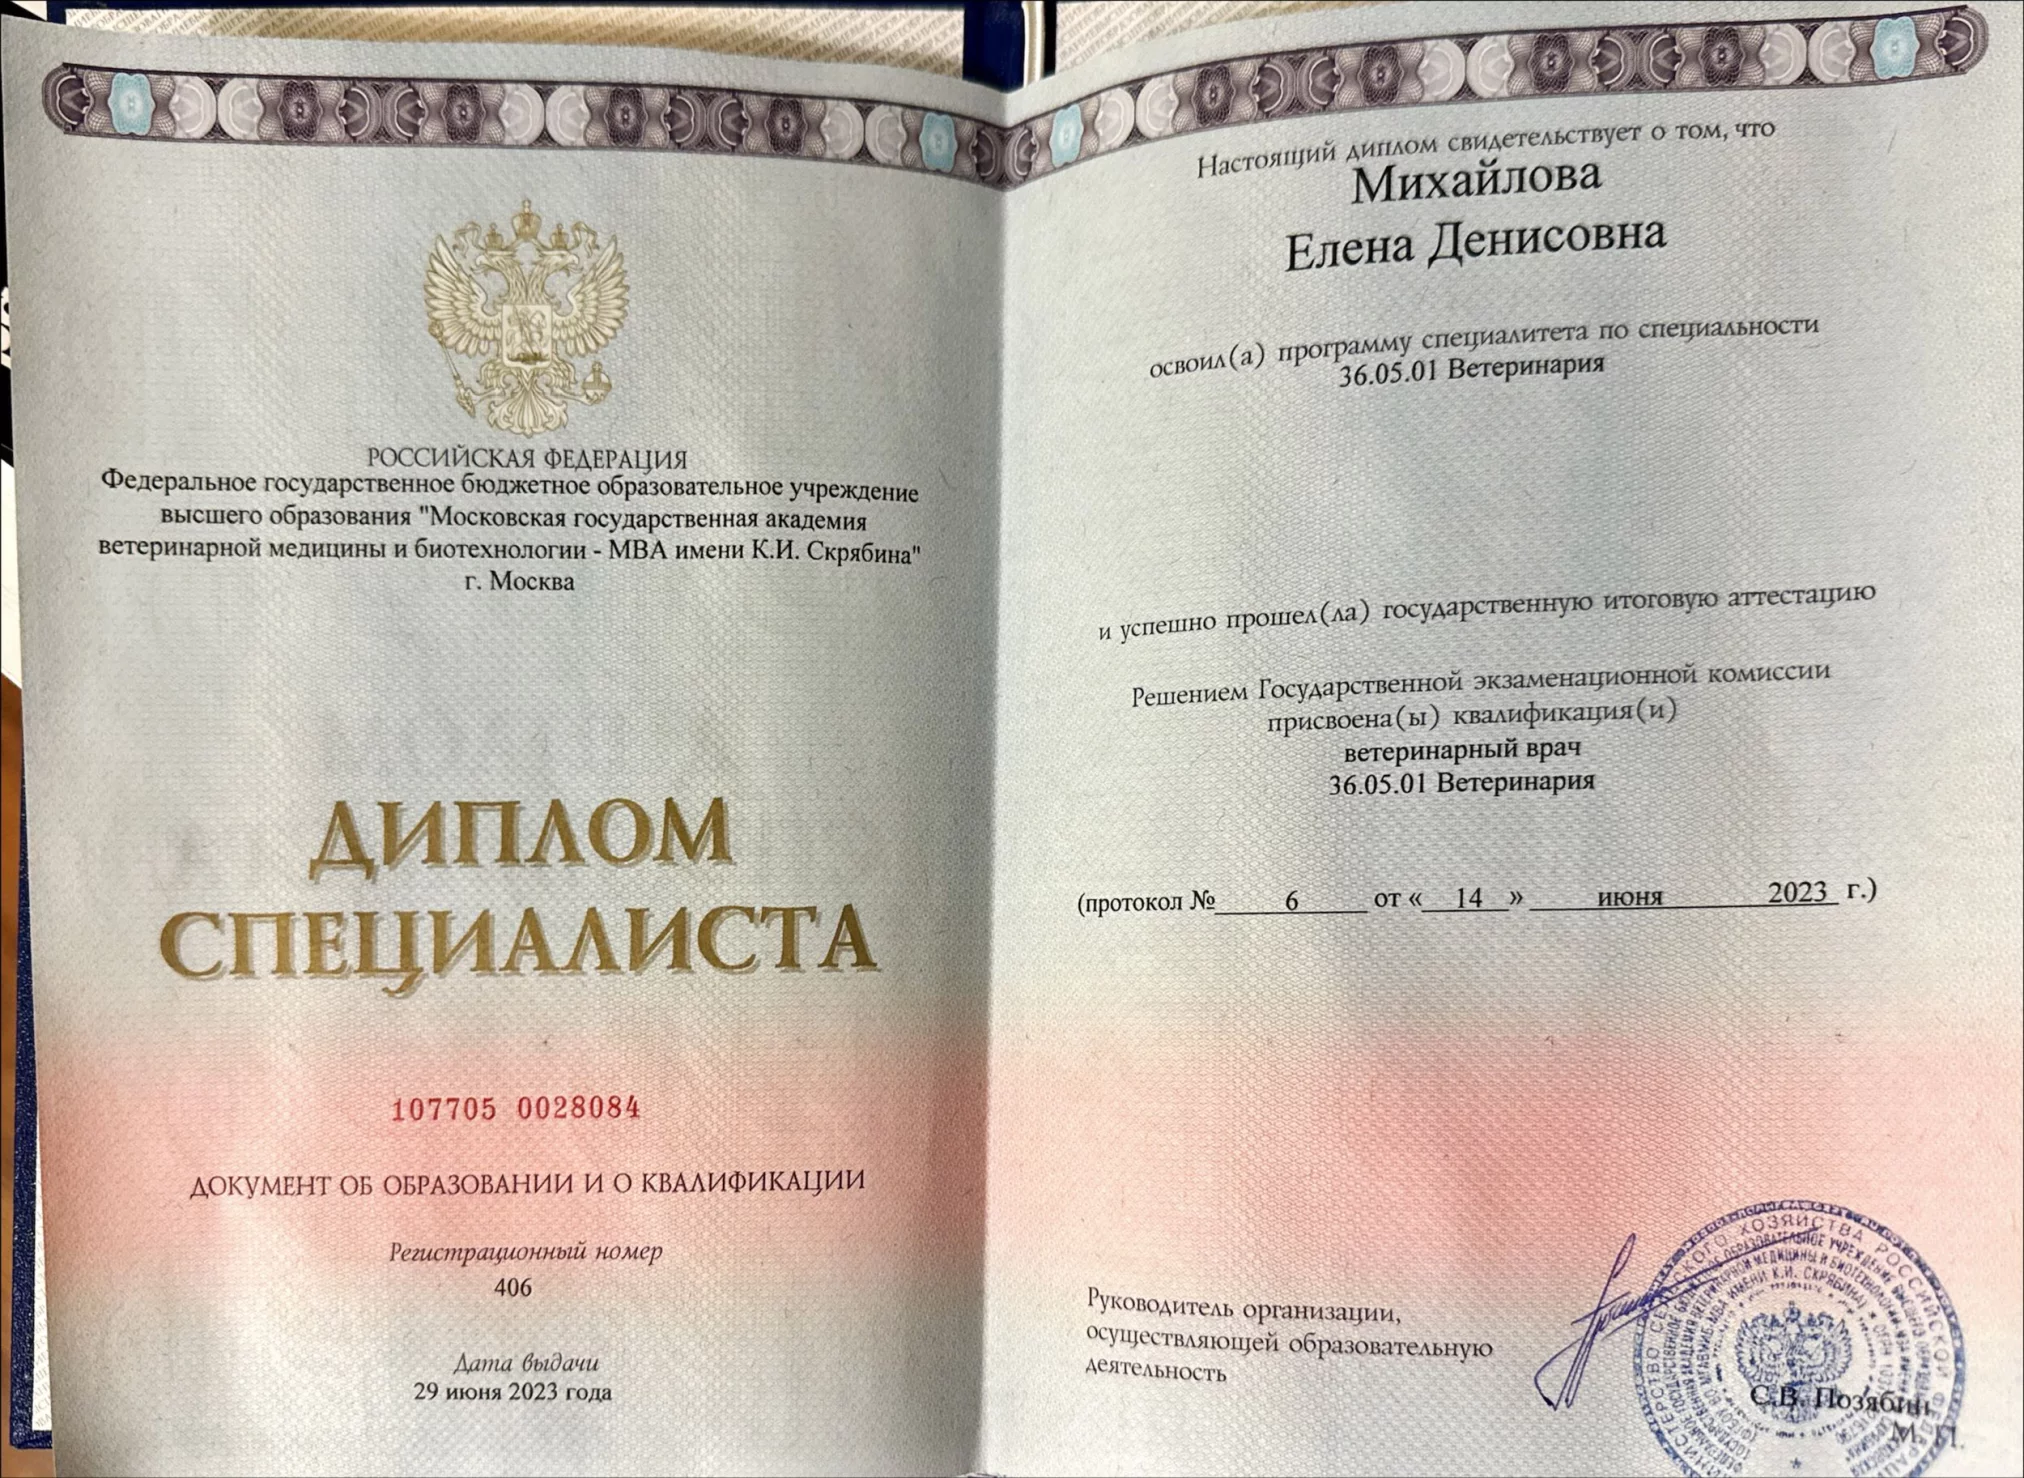 РОССИЙСКАЯ ФЕДЕРАЦИЯ
Федеральное государственное бюджетное образовательное учреждение
высшего образования "Московская государственная академия
ветеринарной медицины и биотехнологии - МВА имени К.И. Скрябина"
г. Москва
ДИПЛОМ
СПЕЦИАЛИСТА
107705 0028084
ДОКУМЕНТ ОБ ОБРАЗОВАНИИ И О КВАЛИФИКАЦИИ
Регистрационный номер
406
Дата выдачи
29 июня 2023 года
Настоящий диплом свидетельствует о том, что
Михайлова
Елена Денисовна
освоил(а) программу специалитета по специальности
36.05.01 Ветеринария
и успешно прошел(ла) государственную итоговую аттестацию
Решением Государственной экзаменационной комиссии
присвоена(ы) квалификация(и)
ветеринарный врач
36.05.01 Ветеринария
(протокол № 6 от « 14 » июня 2023 г.)
Руководитель организации,
осуществляющей образовательную
деятельность
С.В. Позябин
М. П.